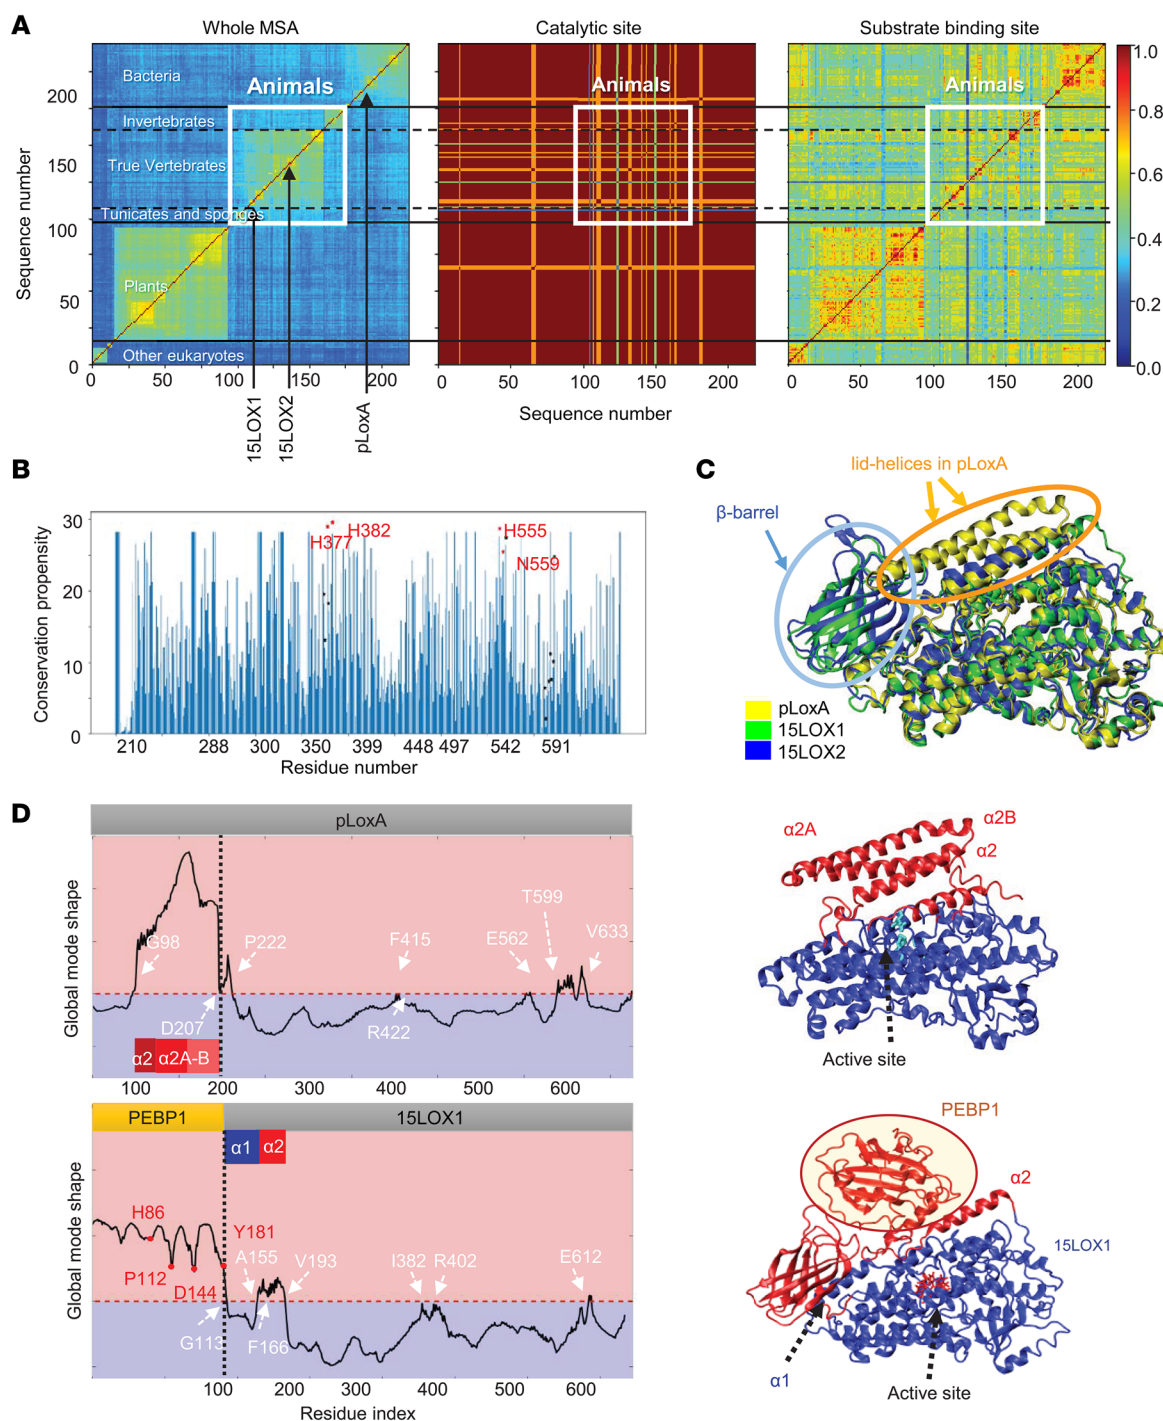 A
Whole MSA
Catalytic site
Substrate binding site
Sequence number
200
150
100
50
0
Bacteria
Animals
Invertebrates
True Vertebrates
Tunicates and sponges
Plants
Other eukaryotes
Animals
Animals
1.0
0.8
0.6
0.4
0.2
0.0
0 50 100 150 200
0 50 100 150 200
0 50 100 150 200
Sequence number
15LOX1
15LOX2
pLoxA
B
Conservation propensity
30
20
10
0
H377
H382
H555
N559
210 288 300 350 399 448 497 542 591
Residue number
C
lid-helices in pLoxA
β-barrel
pLoxA
15LOX1
15LOX2
D
pLoxA
Global mode shape
G98
P222
F415
E562
T599
V633
D207
R422
α2 α2A-B
100 200 300 400 500 600
α2A
α2B
α2
Active site
PEBP1 15LOX1
α1 α2
Global mode shape
H86
P112
D144
Y181
A155
V193
I382
R402
E612
G113
F166
100 200 300 400 500 600
Residue index
PEBP1
α2
15LOX1
α1
Active site